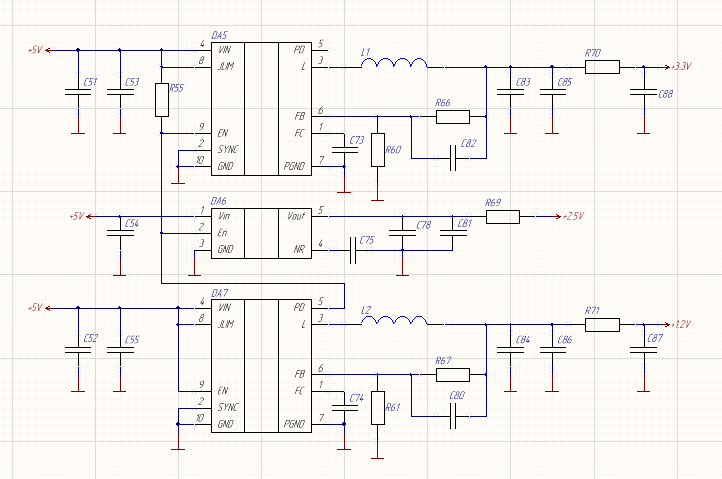 DA5
+5V
4 VIN PG 5
8 JLIM L 3
L1
R70
+3.3V
C51
C53
R55
C83
C85
C88
FB 6
R66
9 EN FC 1
C73
R60
C82
2 SYNC
10 GND PGND 7
DA6
+5V
1 Vin Vout 5
R69
+2.5V
C54
2 En
C78
C81
3 GND NR 4
C75
DA7
+5V
4 VIN PG 5
8 JLIM L 3
L2
R71
+1.2V
C52
C55
C84
C86
C87
FB 6
R67
9 EN FC 1
C74
R61
C80
2 SYNC
10 GND PGND 7